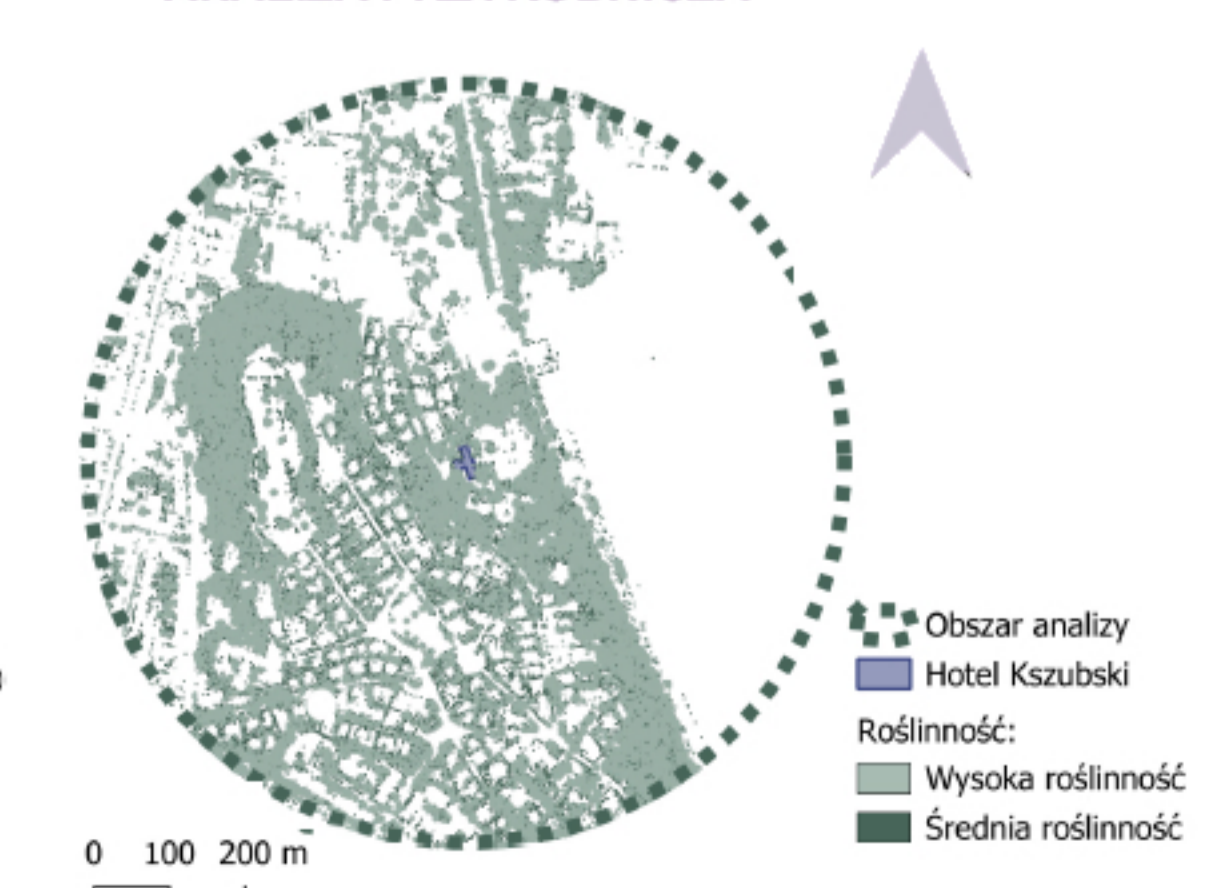 Obszar analizy
Hotel Kszubski
Roślinność:
Wysoka roślinność
Średnia roślinność
0 100 200 m